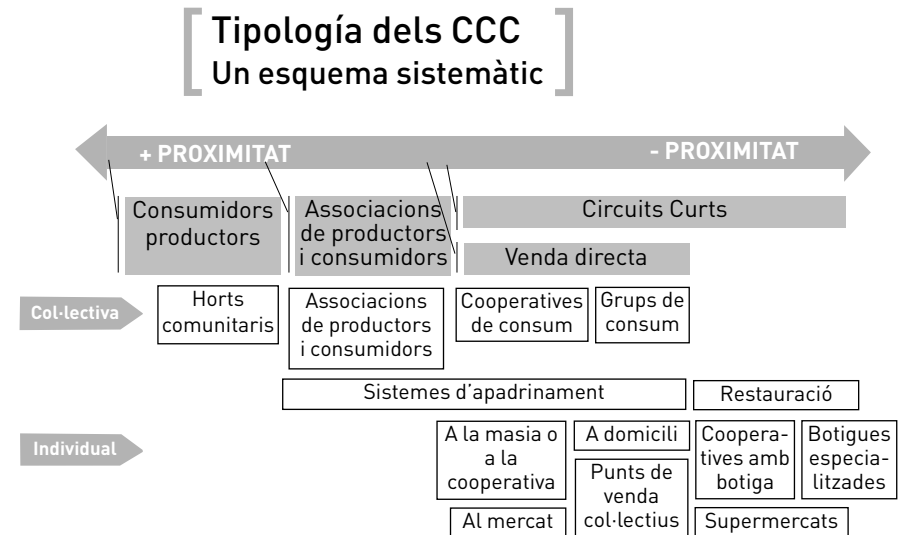 Tipología dels CCC
Un esquema sistemàtic
+ PROXIMITAT
- PROXIMITAT
Consumidors
productors
Associacions
de productors
i consumidors
Circuits Curts
Venda directa
Col·lectiva
Horts
comunitaris
Associacions
de productors
i consumidors
Cooperatives
de consum
Grups de
consum
Sistemes d’apadrinament
Restauració
Individual
A la masia o
a la
cooperativa
A domicili
Coopera-
tives amb
botiga
Botigues
especia-
litzades
Punts de
venda
col·lectius
Al mercat
Supermercats